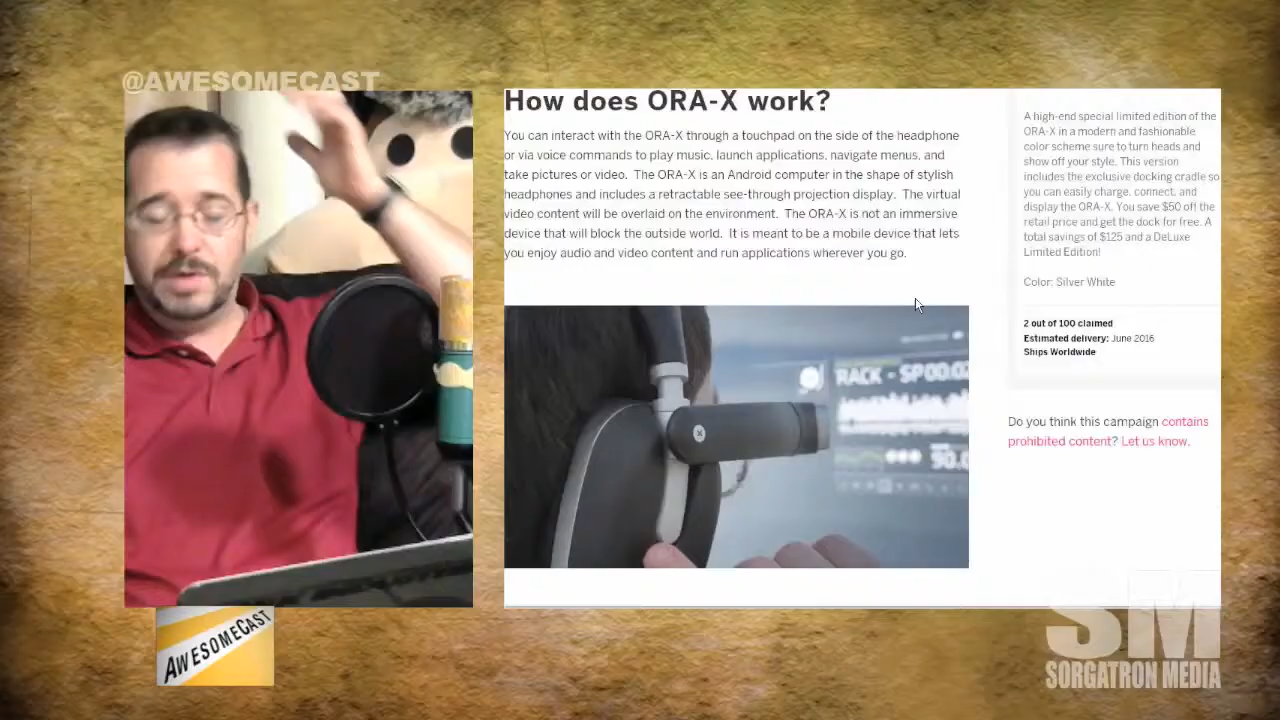 @AWESOMECAST
How does ORA-X work?
You can interact with the ORA-X through a touchpad on the side of the headphone
or via voice commands to play music, launch applications, navigate menus, and
take pictures or video. The ORA-X is an Android computer in the shape of stylish
headphones and includes a retractable see-through projection display. The virtual
video content will be overlaid on the environment. The ORA-X is not an immersive
device that will block the outside world. It is meant to be a mobile device that lets
you enjoy audio and video content and run applications wherever you go.
RACK - SP00:02
A high-end special limited edition of the
ORA-X in a modern and fashionable
color scheme sure to turn heads and
show off your style. This version
includes the exclusive docking cradle so
you can easily charge, connect, and
display the ORA-X. You save $50 off the
retail price and get the dock for free. A
total savings of $125 and a DeLuxe
Limited Edition!
Color: Silver White
2 out of 100 claimed
Estimated delivery: June 2016
Ships Worldwide
Do you think this campaign contains
prohibited content? Let us know.
AWESOMECAST
SM
SORGATRON MEDIA